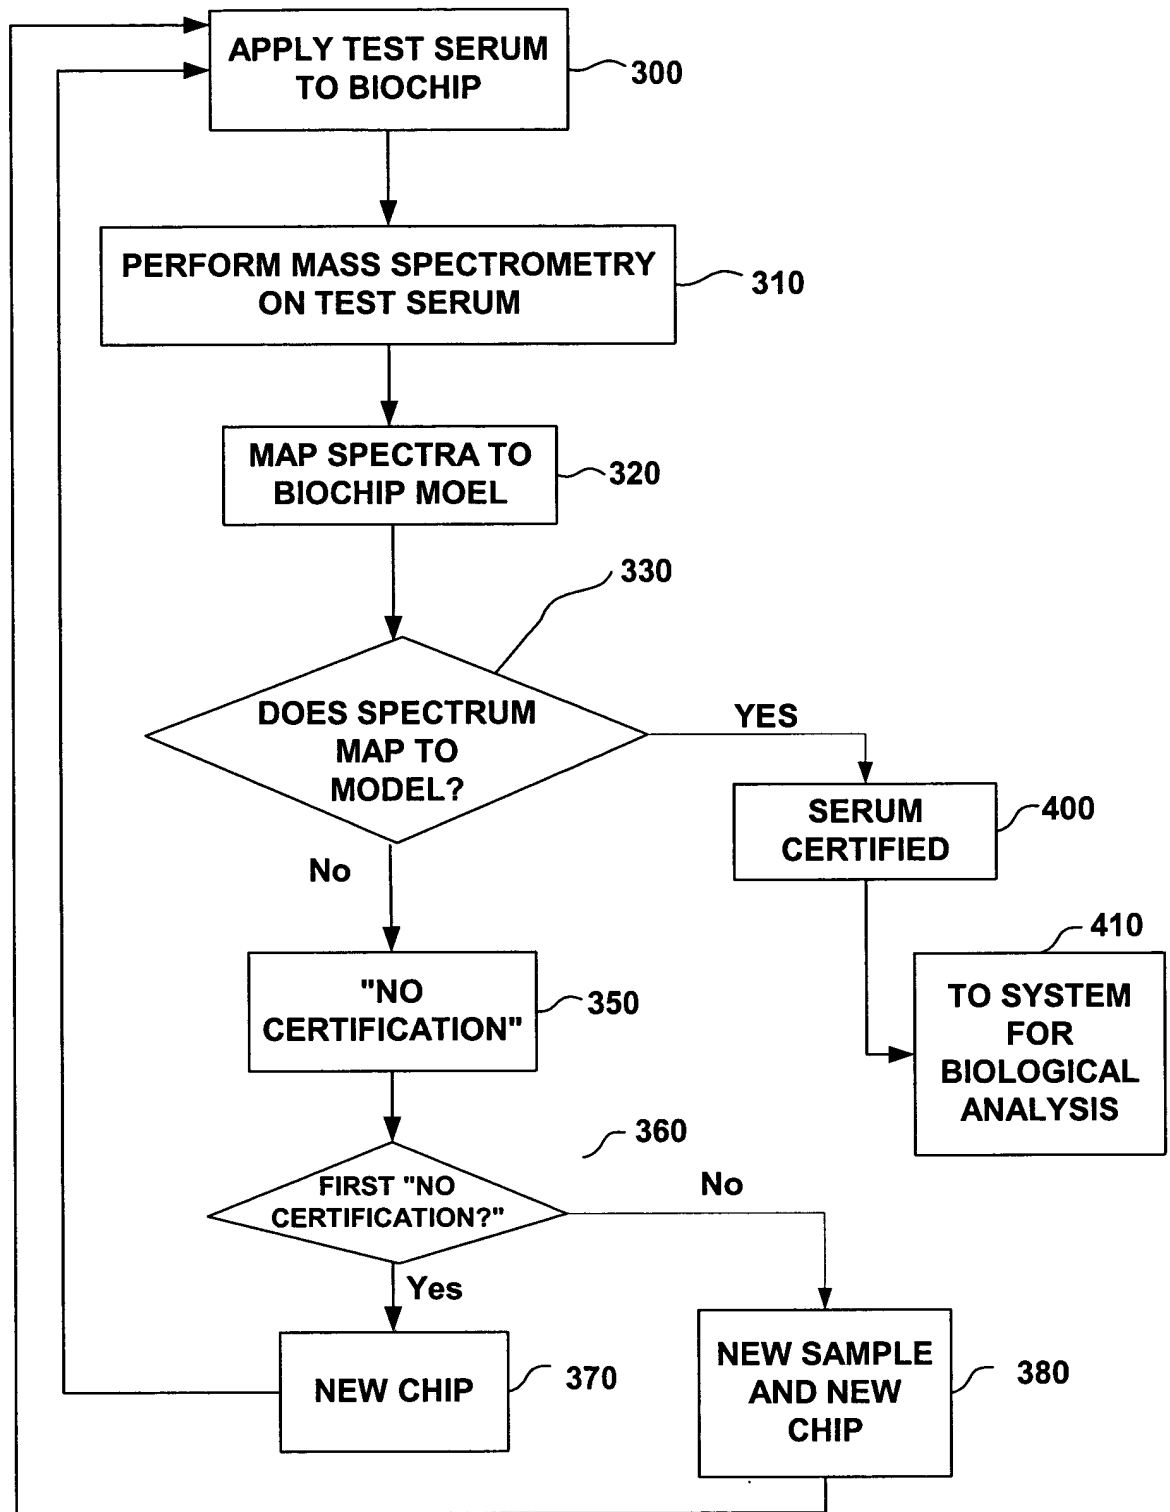 APPLY TEST SERUM
TO BIOCHIP
300
PERFORM MASS SPECTROMETRY
ON TEST SERUM
310
MAP SPECTRA TO
BIOCHIP MOEL
320
330
DOES SPECTRUM
MAP TO
MODEL?
YES
SERUM
CERTIFIED
400
No
410
TO SYSTEM
FOR
BIOLOGICAL
ANALYSIS
"NO
CERTIFICATION"
350
360
FIRST "NO
CERTIFICATION?"
No
Yes
NEW CHIP
370
NEW SAMPLE
AND NEW
CHIP
380